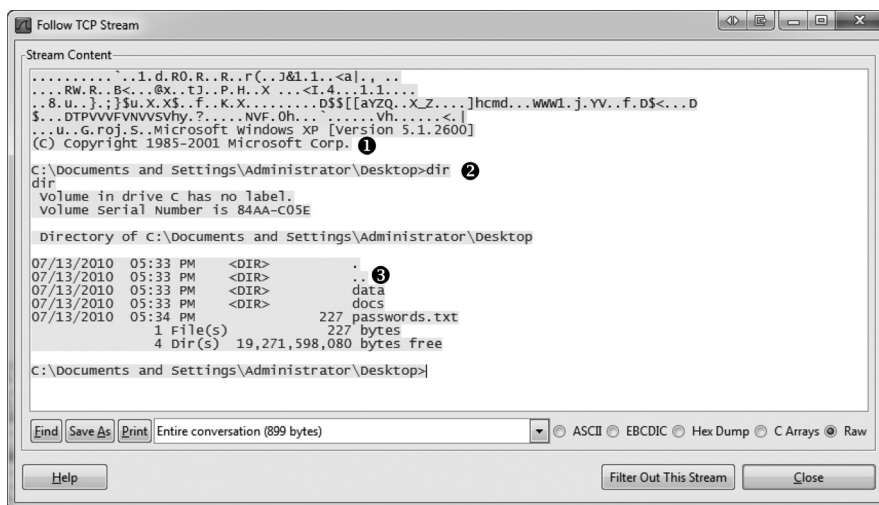 Follow TCP Stream
Stream Content
..........`..1.d.R0.R..R..r(..J&1.1..<a|., ..
....RW.R..B<...@x..tJ..P.H..X ...<I.4...1.1....
..8.u..}.;}$u.X.X$..f..K.X.........D$$[[aYZQ..X_Z....]hcmd...WWW1.j.YV..f.D$<...D
$...DTPVVVFVNVVSVhy.?.....NVF.0h...`......Vh......<.|
...u..G.roj.S..Microsoft Windows XP [Version 5.1.2600]
(C) Copyright 1985-2001 Microsoft Corp. ❶
C:\Documents and Settings\Administrator\Desktop>dir ❷
dir
Volume in drive C has no label.
Volume Serial Number is 84AA-C05E
Directory of C:\Documents and Settings\Administrator\Desktop
07/13/2010 05:33 PM <DIR> .
07/13/2010 05:33 PM <DIR> .. ❸
07/13/2010 05:33 PM <DIR> data
07/13/2010 05:33 PM <DIR> docs
07/13/2010 05:34 PM 227 passwords.txt
1 File(s) 227 bytes
4 Dir(s) 19,271,598,080 bytes free
C:\Documents and Settings\Administrator\Desktop>
Find Save As Print Entire conversation (899 bytes) ASCII EBCDIC Hex Dump C Arrays Raw
Help Filter Out This Stream Close